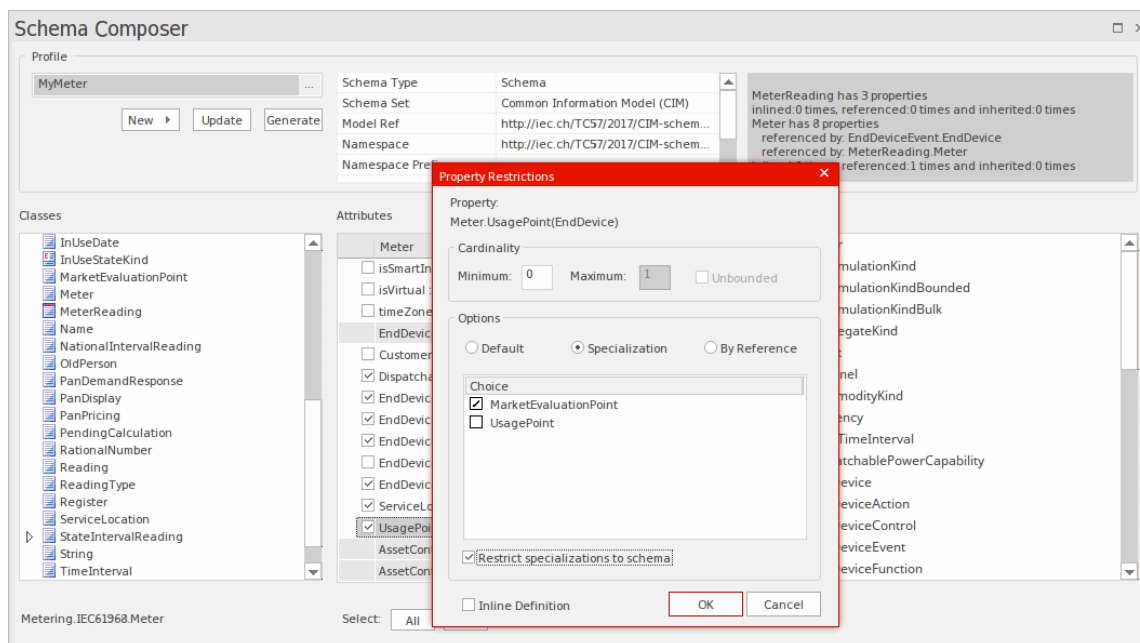 Schema Composer
Profile
MyMeter
...
New
Update
Generate
Schema Type Schema
Schema Set Common Information Model (CIM)
Model Ref http://iec.ch/TC57/2017/CIM-schem...
Namespace http://iec.ch/TC57/2017/CIM-schem...
Namespace Pref
MeterReading has 3 properties
inlined:0 times, referenced:0 times and inherited:0 times
Meter has 8 properties
referenced by: EndDeviceEvent.EndDevice
referenced by: MeterReading.Meter
referenced:1 times and inherited:0 times
Classes
InUseDate
InUseStateKind
MarketEvaluationPoint
Meter
MeterReading
Name
NationalIntervalReading
OldPerson
PanDemandResponse
PanDisplay
PanPricing
PendingCalculation
RationalNumber
Reading
ReadingType
Register
ServiceLocation
StateIntervalReading
String
TimeInterval
Attributes
Meter
isSmartIn
isVirtual :
timeZone
EndDevic
Customer
Dispatcha
EndDevic
EndDevic
EndDevic
EndDevic
EndDevic
ServiceLo
UsagePoi
AssetCon
AssetCon
Property Restrictions
Property:
Meter.UsagePoint(EndDevice)
Cardinality
Minimum: 0 Maximum: 1 Unbounded
Options
Default Specialization By Reference
Choice
MarketEvaluationPoint
UsagePoint
Restrict specializations to schema
Inline Definition
OK
Cancel
mulationKind
mulationKindBounded
mulationKindBulk
egateKind
nel
modityKind
ency
TimeInterval
atchablePowerCapability
evice
eviceAction
eviceControl
eviceEvent
eviceFunction
Metering.IEC61968.Meter
Select:
All